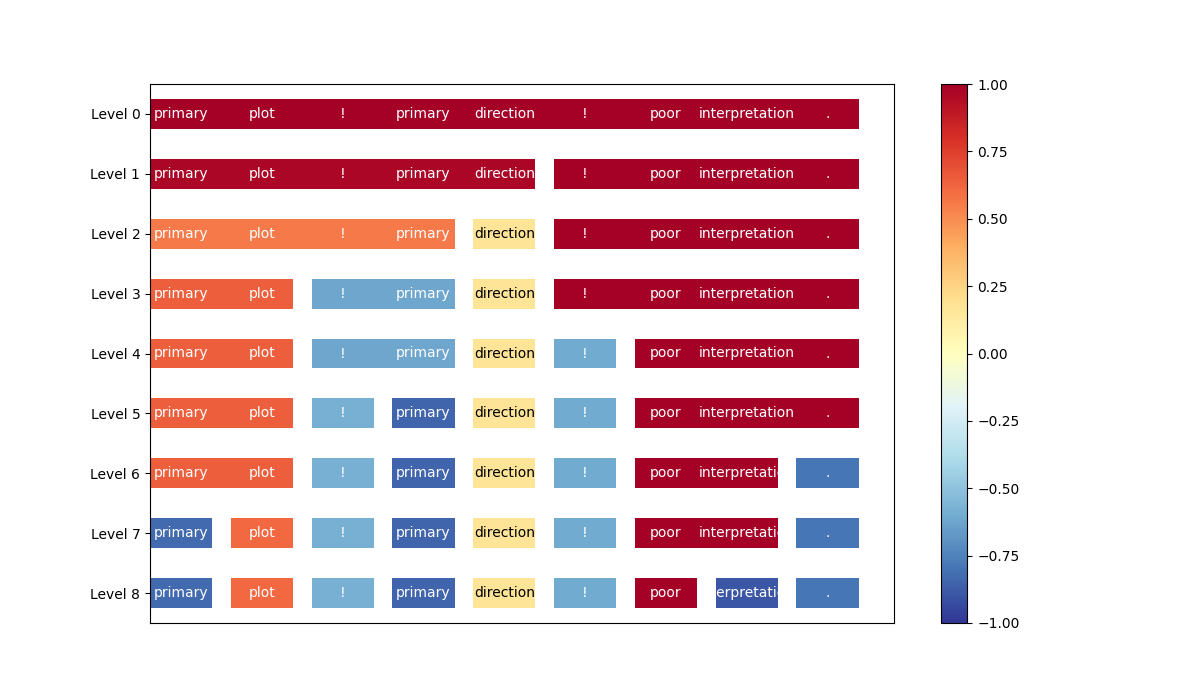 Level 0 primary plot ! primary direction ! poor interpretation .
Level 1 primary plot ! primary direction ! poor interpretation .
Level 2 primary plot ! primary direction ! poor interpretation .
Level 3 primary plot ! primary direction ! poor interpretation .
Level 4 primary plot ! primary direction ! poor interpretation .
Level 5 primary plot ! primary direction ! poor interpretation .
Level 6 primary plot ! primary direction ! poor interpretati .
Level 7 primary plot ! primary direction ! poor interpretati .
Level 8 primary plot ! primary direction ! poor erpretati .
1.00
0.75
0.50
0.25
0.00
−0.25
−0.50
−0.75
−1.00